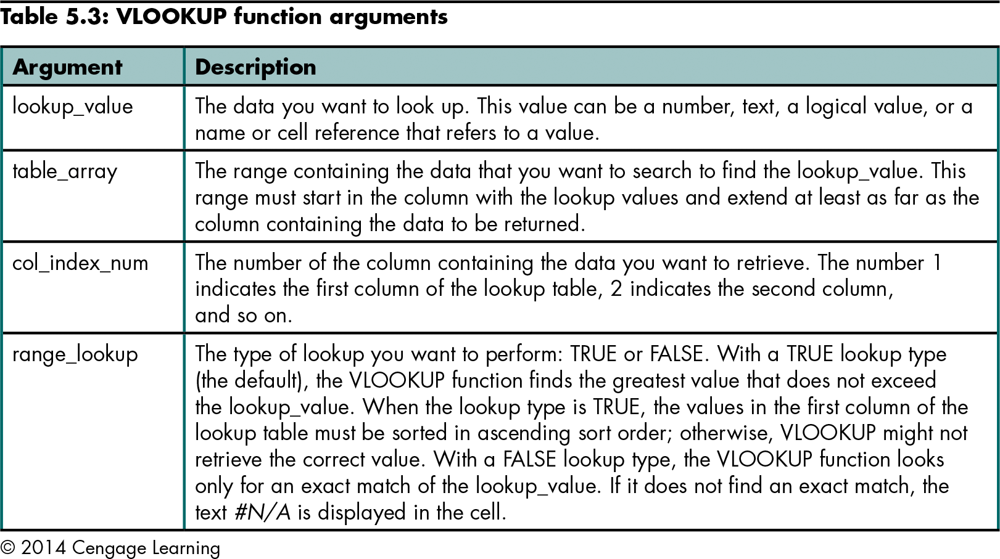 Table 5.3: VLOOKUP function arguments
Argument Description
lookup_value The data you want to look up. This value can be a number, text, a logical value, or a
name or cell reference that refers to a value.
table_array The range containing the data that you want to search to find the lookup_value. This
range must start in the column with the lookup values and extend at least as far as the
column containing the data to be returned.
col_index_num The number of the column containing the data you want to retrieve. The number 1
indicates the first column of the lookup table, 2 indicates the second column,
and so on.
range_lookup The type of lookup you want to perform: TRUE or FALSE. With a TRUE lookup type
(the default), the VLOOKUP function finds the greatest value that does not exceed
the lookup_value. When the lookup type is TRUE, the values in the first column of the
lookup table must be sorted in ascending sort order; otherwise, VLOOKUP might not
retrieve the correct value. With a FALSE lookup type, the VLOOKUP function looks
only for an exact match of the lookup_value. If it does not find an exact match, the
text #N/A is displayed in the cell.
© 2014 Cengage Learning